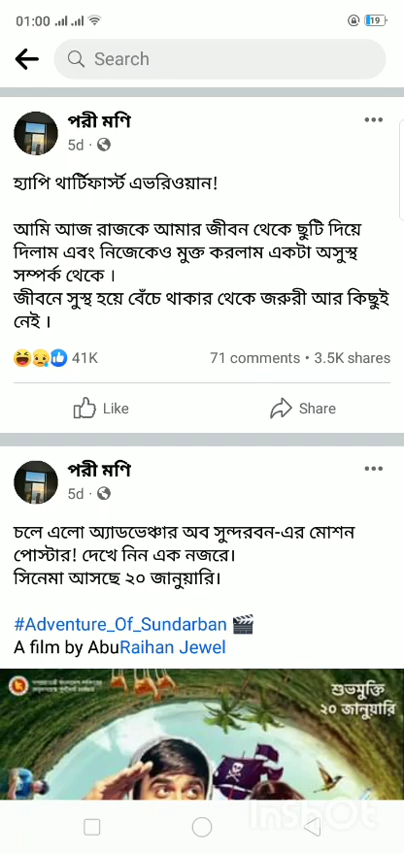 01:00
19
Search
পরী মণি
5d
হ্যাপি থার্টিফার্স্ট এভরিওয়ান!
আমি আজ রাজকে আমার জীবন থেকে ছুটি দিয়ে
দিলাম এবং নিজেকেও মুক্ত করলাম একটা অসুস্থ
সম্পর্ক থেকে ।
জীবনে সুস্থ হয়ে বেঁচে থাকার থেকে জরুরী আর কিছুই
নেই ।
41K
71 comments • 3.5K shares
Like
Share
পরী মণি
5d
চলে এলো অ্যাডভেঞ্চার অব সুন্দরবন-এর মোশন
পোস্টার! দেখে নিন এক নজরে।
সিনেমা আসছে ২০ জানুয়ারি।
#Adventure_Of_Sundarban
A film by AbuRaihan Jewel
শুভমুক্তি
২০ জানুয়ারি
InShOt